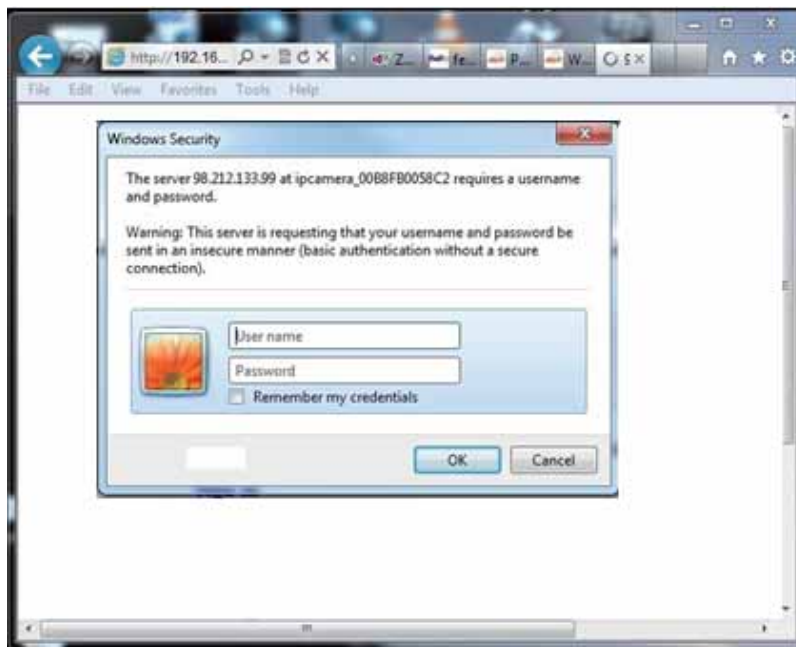 http://192.16...
Z...
fe...
P...
W...
File Edit View Favorites Tools Help
Windows Security
The server 98.212.133.99 at ipcamera_00B8FB0058C2 requires a username
and password.
Warning: This server is requesting that your username and password be
sent in an insecure manner (basic authentication without a secure
connection).
User name
Password
Remember my credentials
OK Cancel